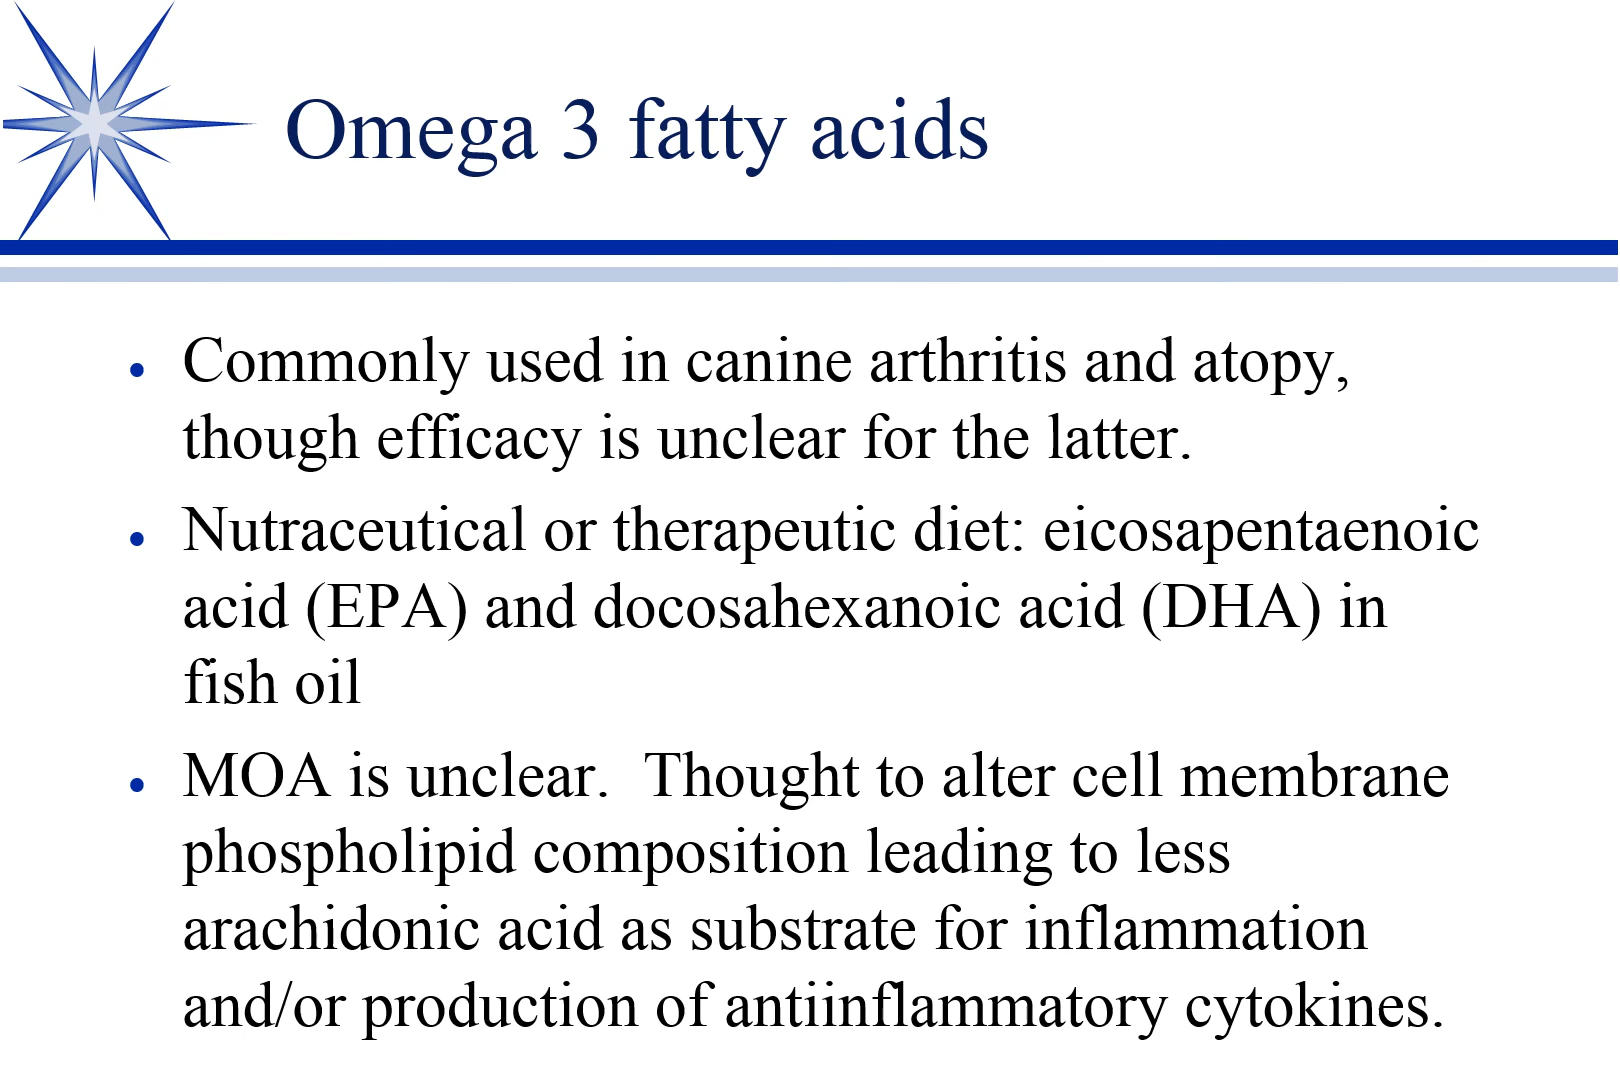 Omega 3 fatty acids
• Commonly used in canine arthritis and atopy,
though efficacy is unclear for the latter.
• Nutraceutical or therapeutic diet: eicosapentaenoic
acid (EPA) and docosahexanoic acid (DHA) in
fish oil
• MOA is unclear.  Thought to alter cell membrane
phospholipid composition leading to less
arachidonic acid as substrate for inflammation
and/or production of antiinflammatory cytokines.